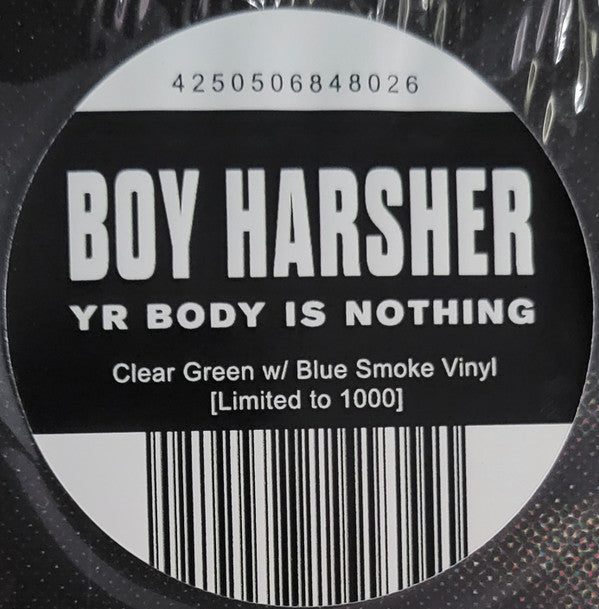 4250506848026
BOY HARSHER
YR BODY IS NOTHING
Clear Green w/ Blue Smoke Vinyl
[Limited to 1000]